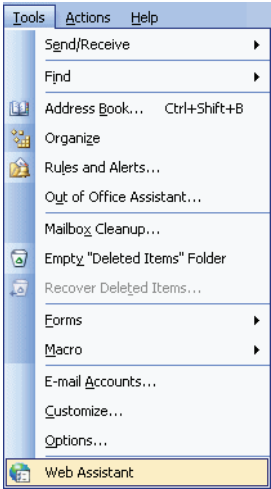 Tools Actions Help
Send/Receive
Find
Address Book... Ctrl+Shift+B
Organize
Rules and Alerts...
Out of Office Assistant...
Mailbox Cleanup...
Empty "Deleted Items" Folder
Recover Deleted Items...
Forms
Macro
E-mail Accounts...
Customize...
Options...
Web Assistant